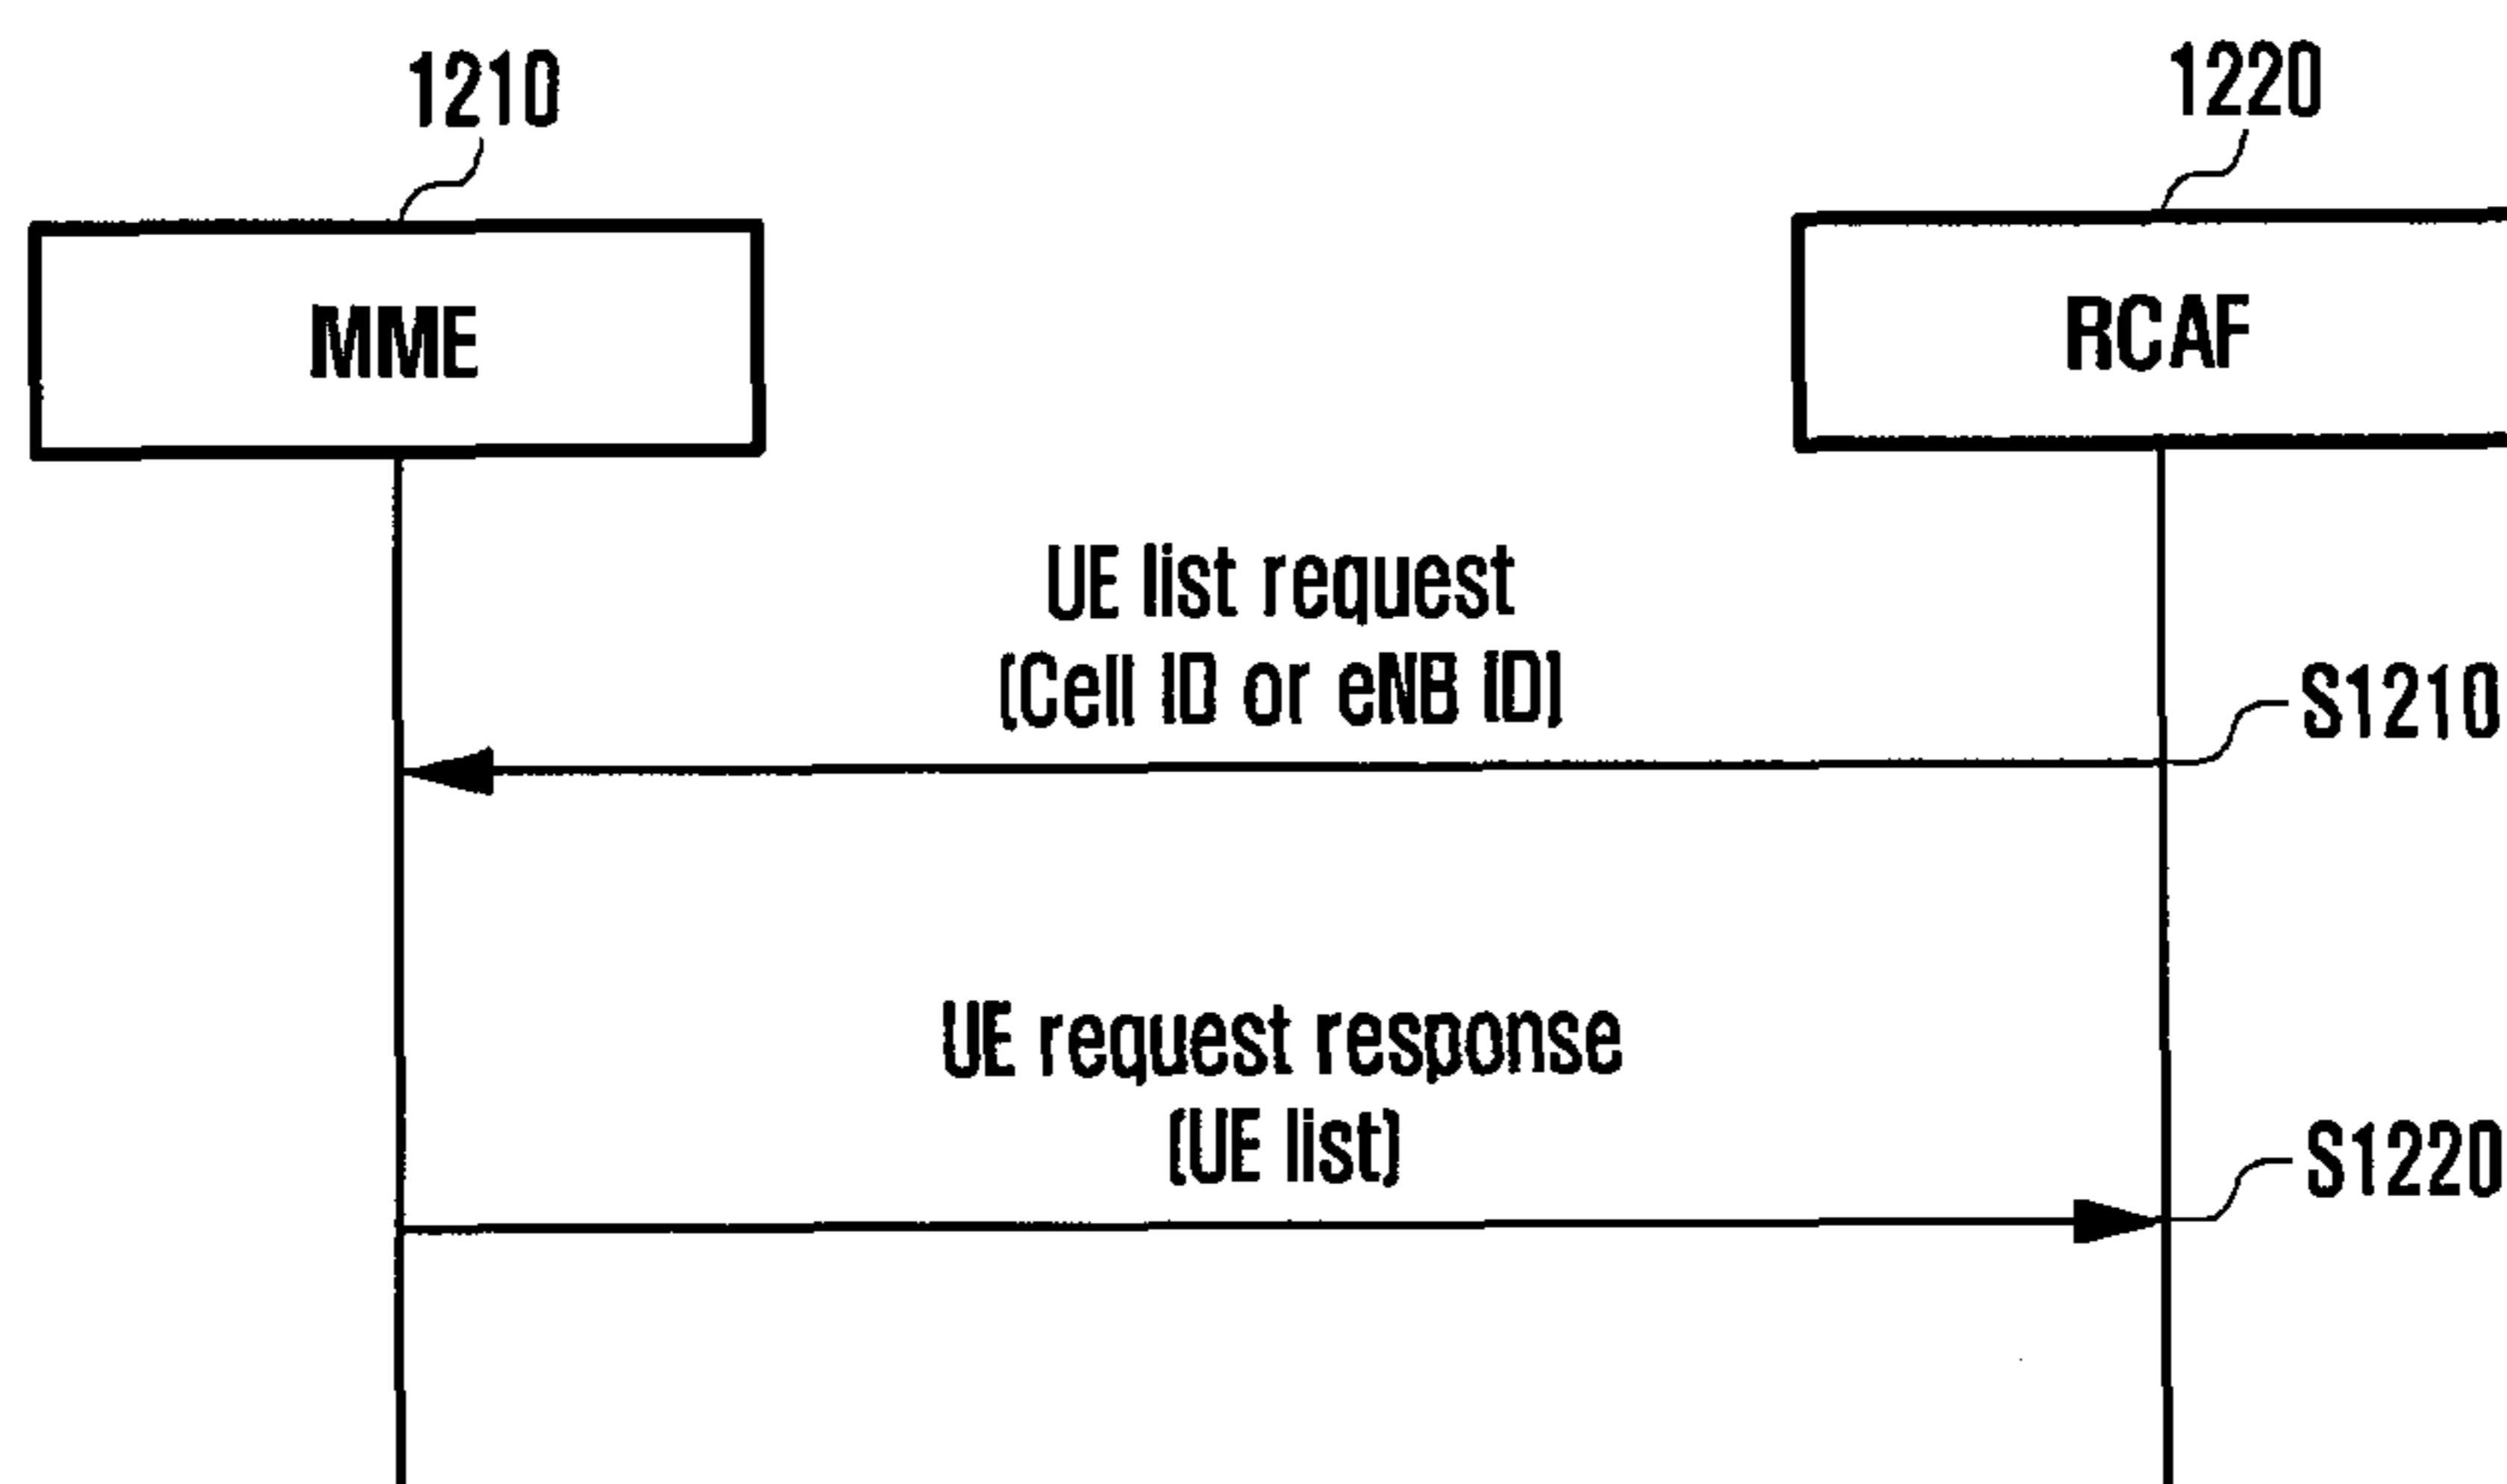 1210
1220
MME
RCAF
UE list request
(Cell ID or eNB ID)
S1210
UE request response
(UE list)
S1220